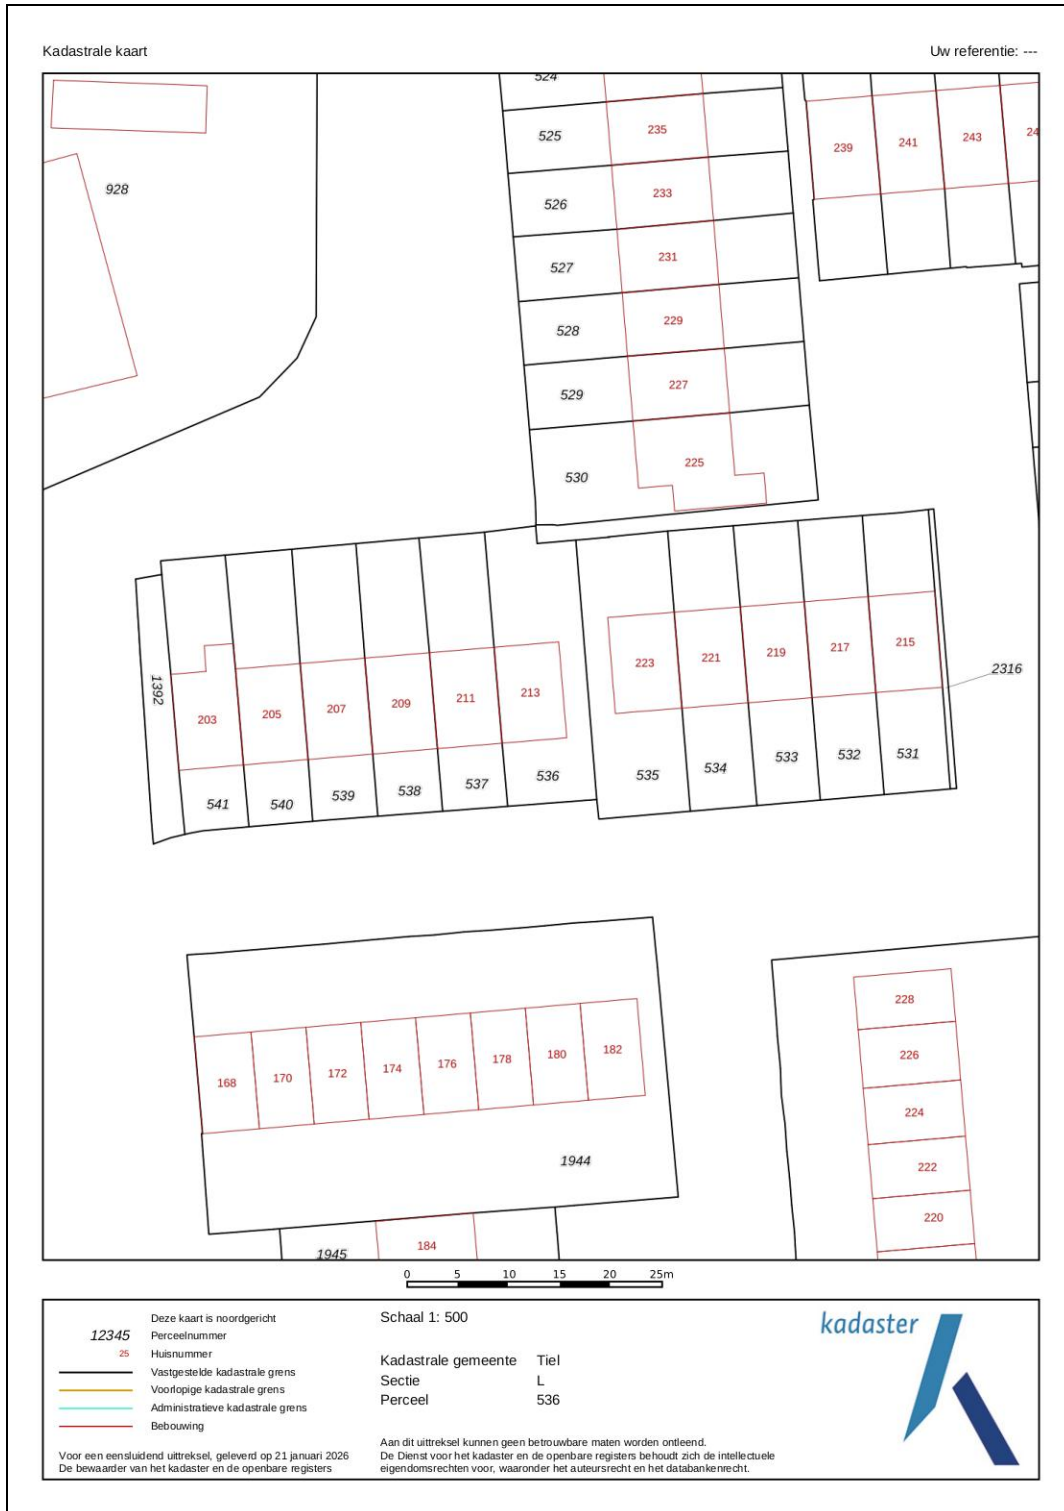 Kadastrale kaart
Uw referentie: ---
524
525
235
239
241
243
24
928
526
233
527
231
528
229
529
227
530
225
1392
203
205
207
209
211
213
223
221
219
217
215
2316
541
540
539
538
537
536
535
534
533
532
531
168
170
172
174
176
178
180
182
1944
228
226
224
222
220
1945
184
0 5 10 15 20 25m
Deze kaart is noordgericht
12345 Perceelnummer
25 Huisnummer
Vastgestelde kadastrale grens
Voorlopige kadastrale grens
Administratieve kadastrale grens
Bebouwing
Voor een eensluidend uittreksel, geleverd op 21 januari 2026
De bewaarder van het kadaster en de openbare registers
Schaal 1: 500
Kadastrale gemeente Tiel
Sectie L
Perceel 536
Aan dit uittreksel kunnen geen betrouwbare maten worden ontleend.
De Dienst voor het kadaster en de openbare registers behoudt zich de intellectuele
eigendomsrechten voor, waaronder het auteursrecht en het databankenrecht.
kadaster